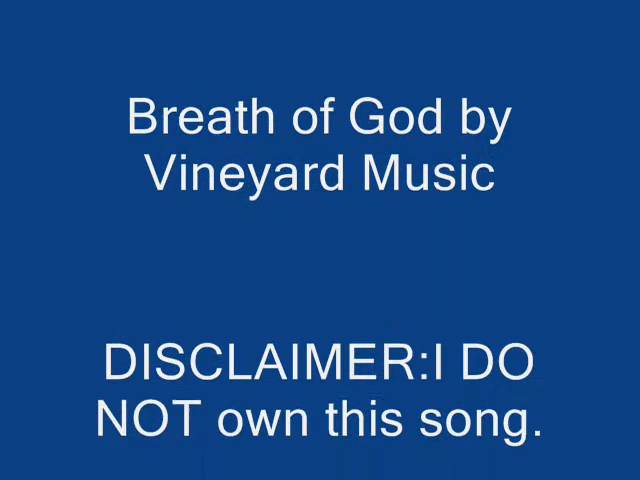 Breath of God by
Vineyard Music
DISCLAIMER:I DO
NOT own this song.